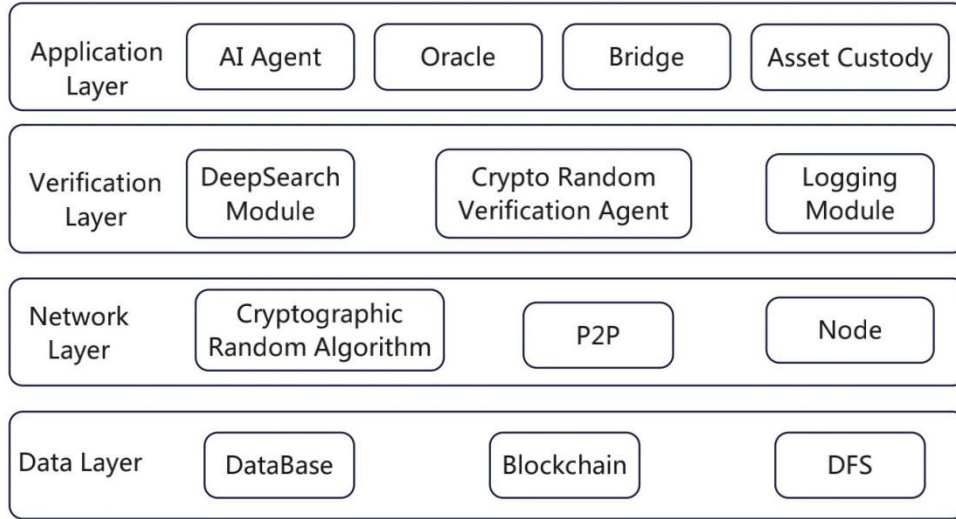 Application
Layer
AI Agent
Oracle
Bridge
Asset Custody
Verification
Layer
DeepSearch
Module
Crypto Random
Verification Agent
Logging
Module
Network
Layer
Cryptographic
Random Algorithm
P2P
Node
Data Layer
DataBase
Blockchain
DFS